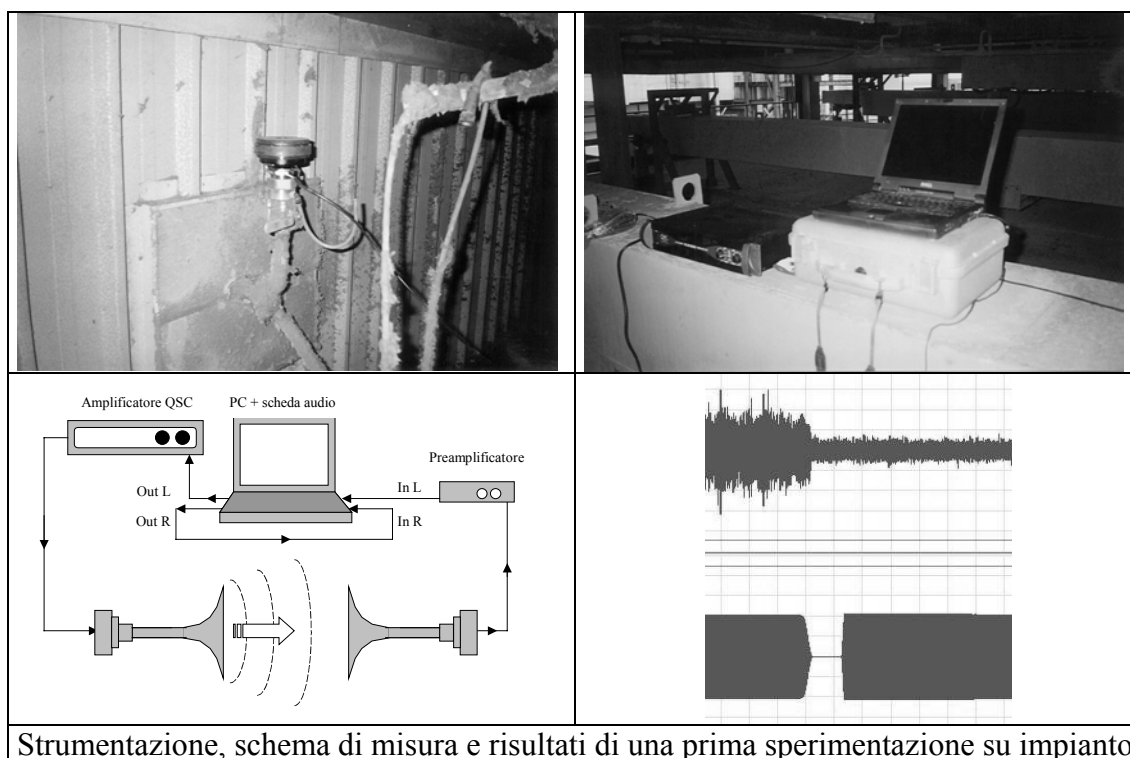 Amplificatore QSC
PC + scheda audio
Preamplificatore
Out L
In L
Out R
In R
Strumentazione, schema di misura e risultati di una prima sperimentazione su impianto